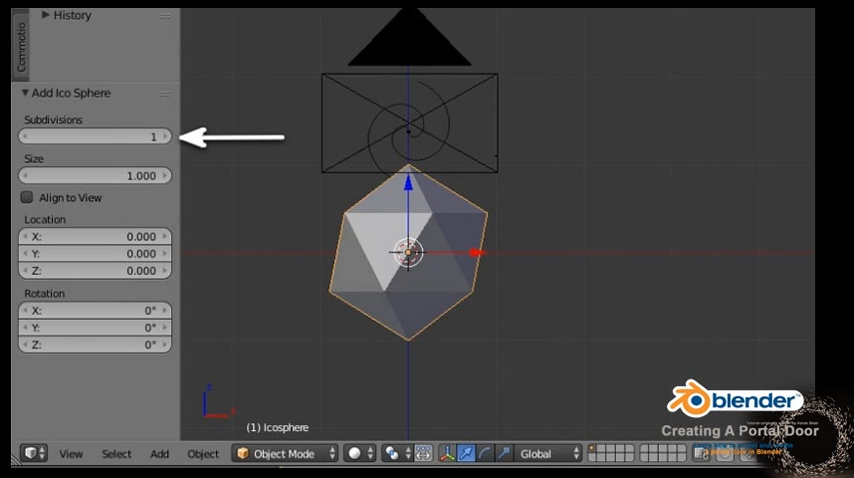 History
Commotio
Add Ico Sphere
Subdivisions
1
Size
1.000
Align to View
Location
X: 0.000
Y: 0.000
Z: 0.000
Rotation
X: 0°
Y: 0°
Z: 0°
Z
(1) Icosphere
blender
Creating A Portal Door
View Select Add Object Object Mode Global